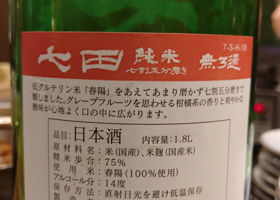 7-5-H-18
七田 純米 無濾過
七割五分磨き
低グルテリン米「春陽」をあえてあまり磨かず七割五分磨きで
醸しました。グレープフルーツを思わせる柑橘系の香りと爽やかな
酸味が心地よく口の中に広がります。
品目:日本酒 内容量:1.8L
原材料名:米(国産)、米麹(国産米)
精米歩合:75%
使用米:春陽(100%使用)
アルコール分:14度
保存方法:直射日光を避け低温保存